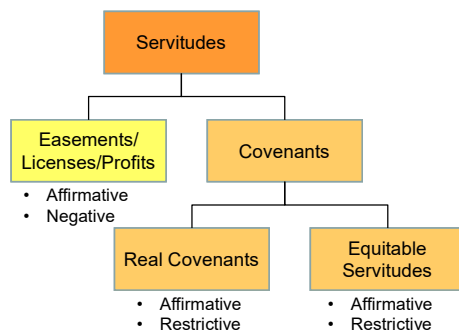 Servitudes
Easements/
Licenses/Profits
• Affirmative
• Negative
Covenants
Real Covenants
• Affirmative
• Restrictive
Equitable
Servitudes
• Affirmative
• Restrictive